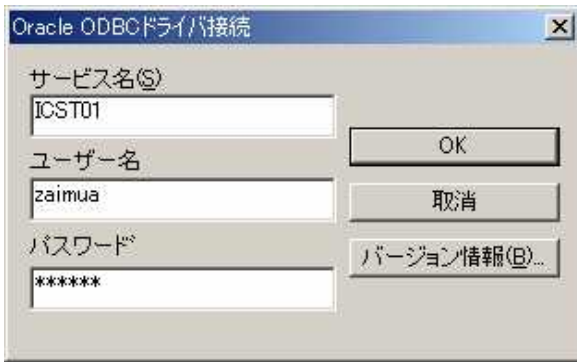 Oracle ODBCドライバ接続
サービス名(S)
ICST01
ユーザー名
zaimua
パスワード
******
OK
取消
バージョン情報(B)...